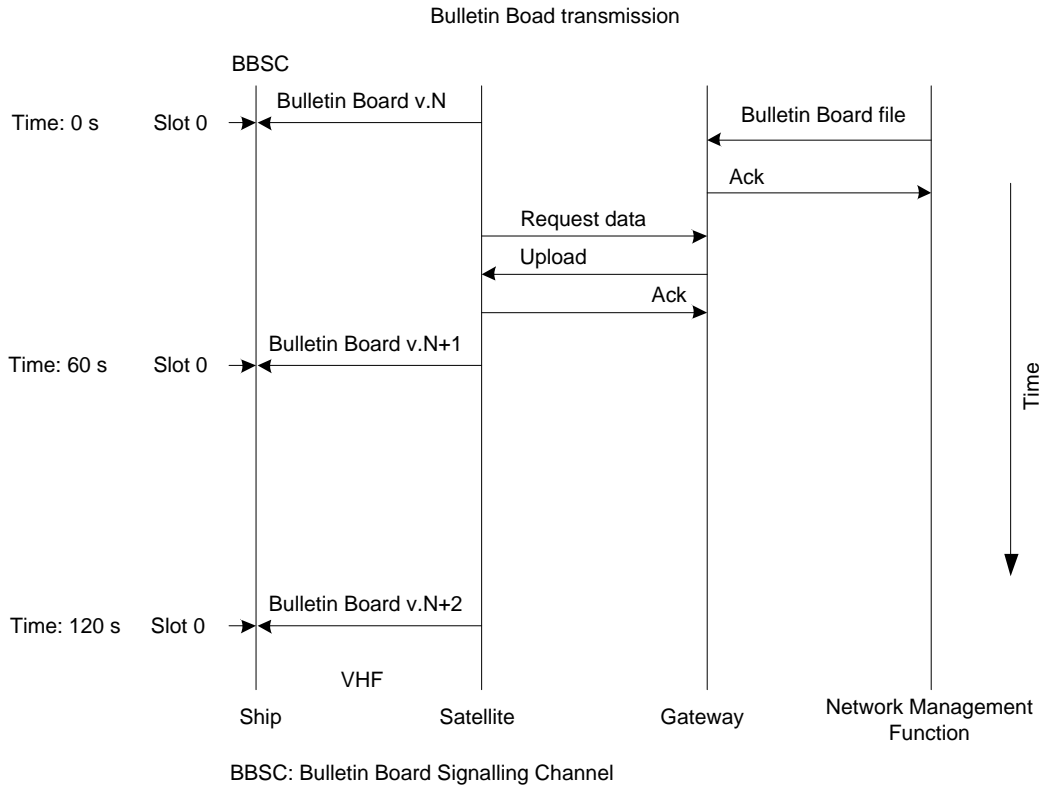 Bulletin Boad transmission
BBSC
Bulletin Board v.N
Time: 0 s
Slot 0
Bulletin Board file
Ack
Request data
Upload
Ack
Bulletin Board v.N+1
Time: 60 s
Slot 0
Time
Bulletin Board v.N+2
Time: 120 s
Slot 0
VHF
Ship
Satellite
Gateway
Network Management
Function
BBSC: Bulletin Board Signalling Channel